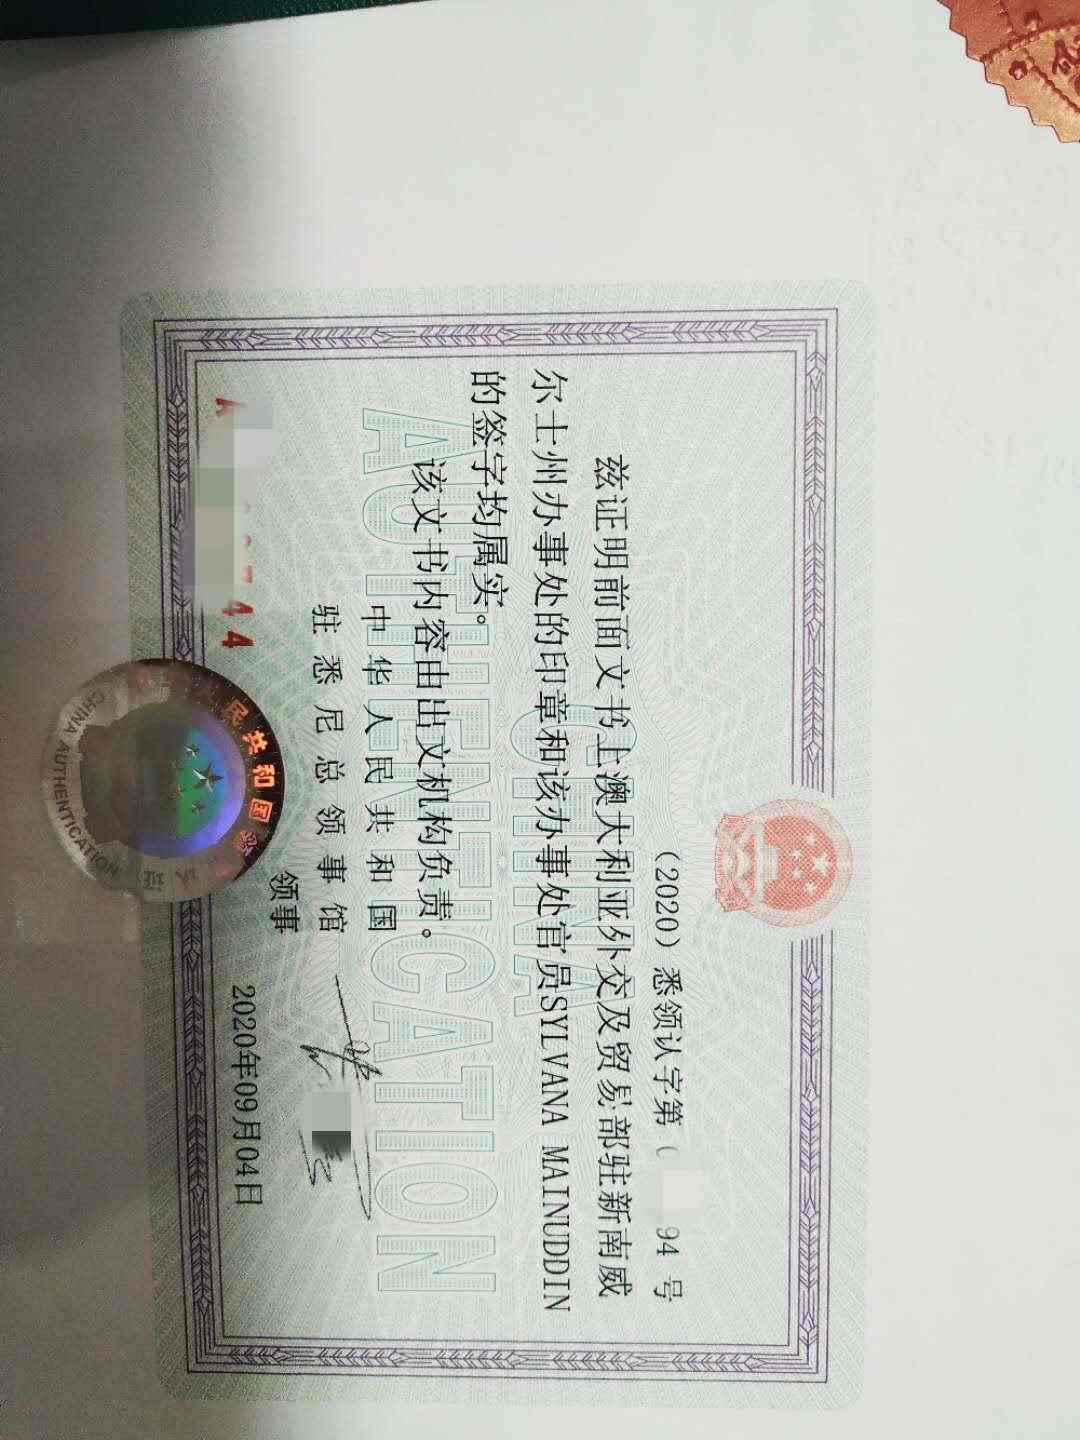 （2020）悉领认字第
94 号
兹证明前面文书上澳大利亚外交及贸易部驻新南威
尔士州办事处的印章和该办事处官员SYLVANA MAINUDDIN
的签字均属实。
该文书内容由出文机构负责。
中华人民共和国
驻悉尼总领事馆
领事
2020年09月04日
CHINA
AUTHENTICATION
744
民共和国
CHINA AUTHENTICATION
认证